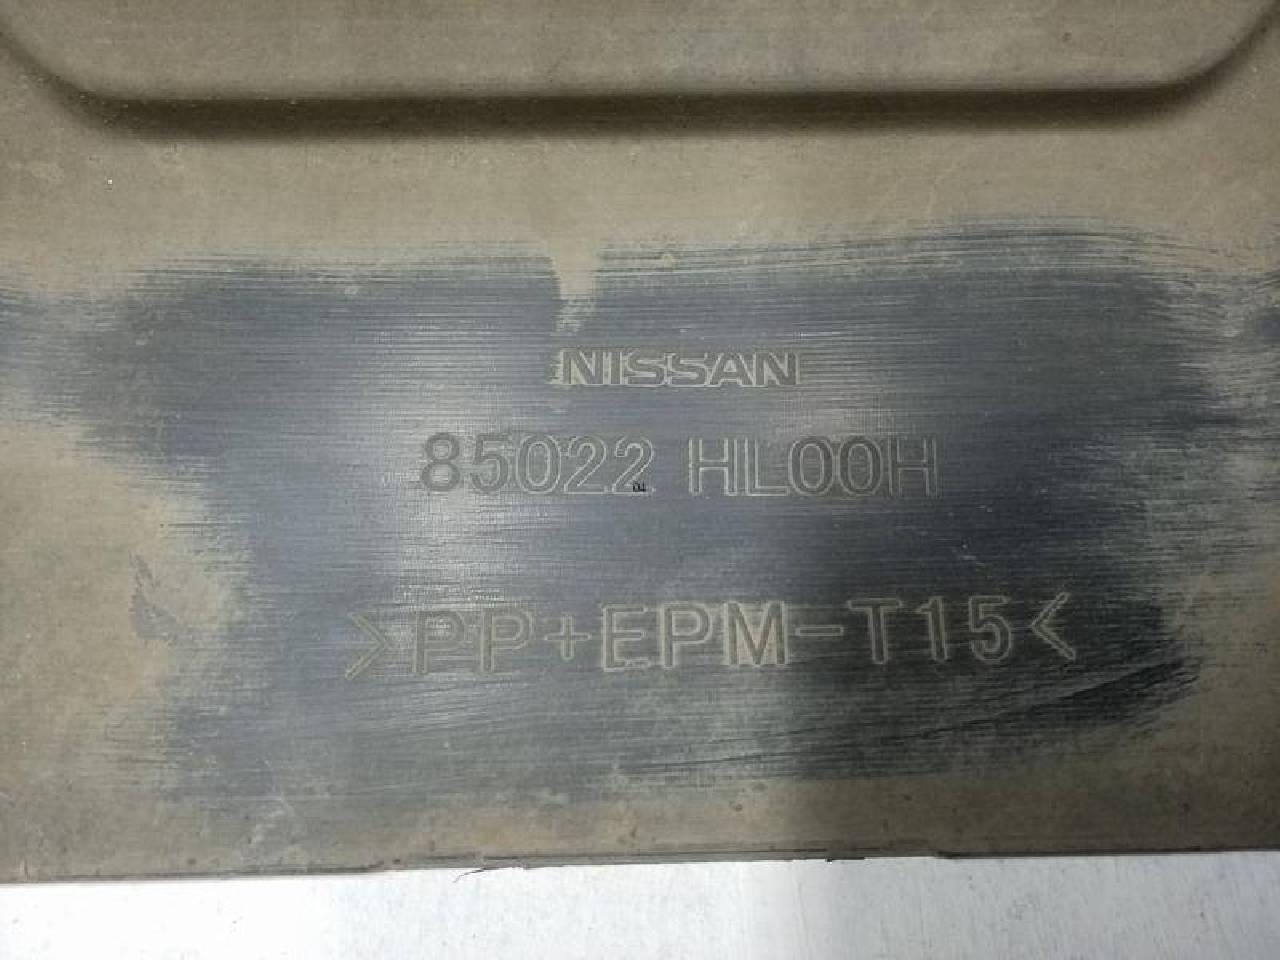 NISSAN
85022 HL00H
>PP+EPM-T15<